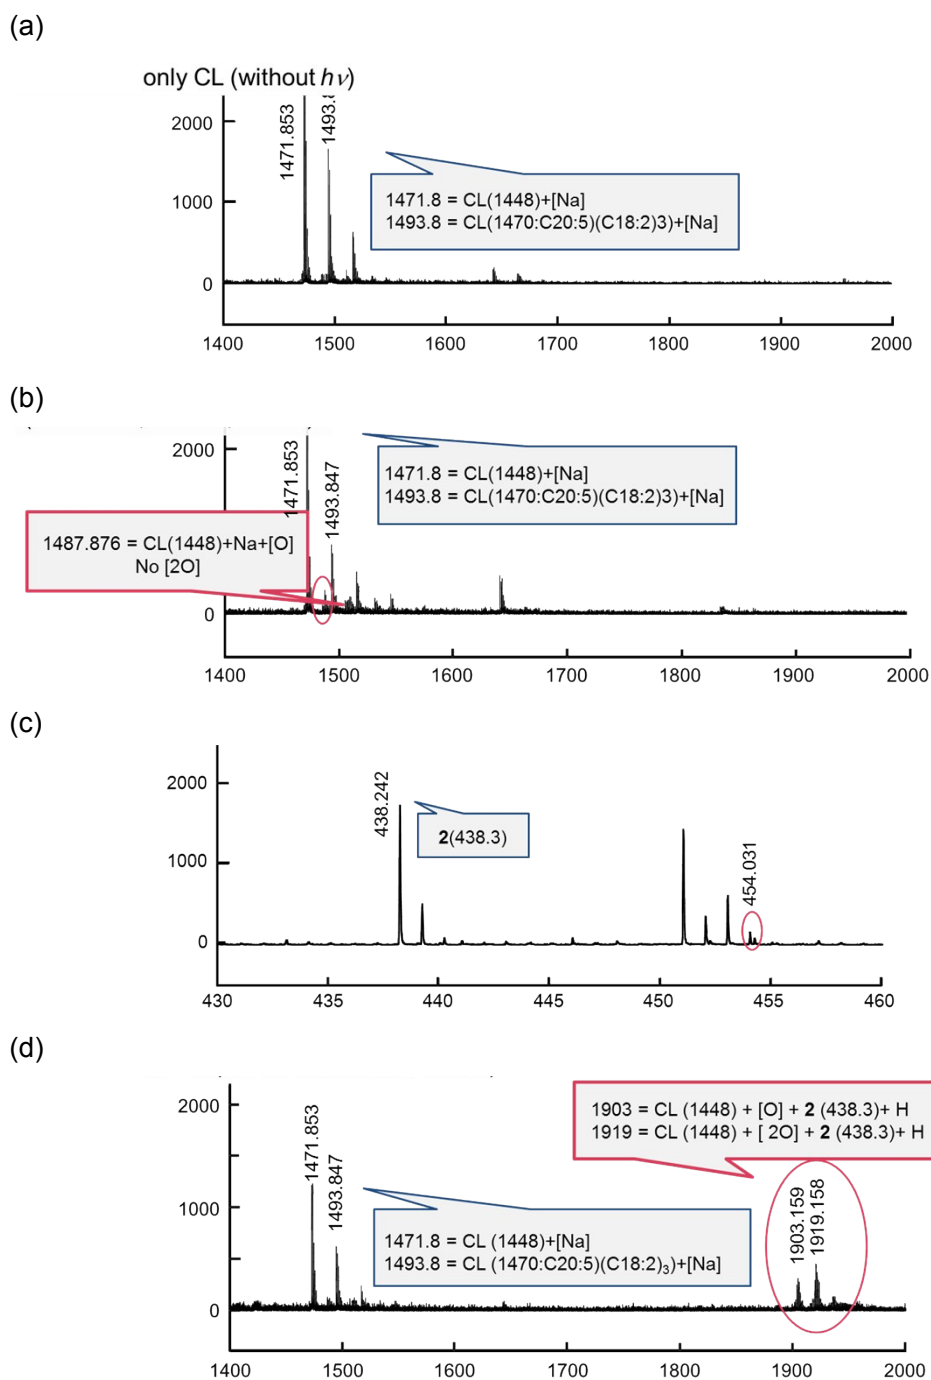 (a)
only CL (without hν)
2000
1000
0
1471.853
1493.8
1471.8 = CL(1448)+[Na]
1493.8 = CL(1470:C20:5)(C18:2)3)+[Na]
1400 1500 1600 1700 1800 1900 2000
(b)
2000
0
1471.853
1493.847
1471.8 = CL(1448)+[Na]
1493.8 = CL(1470:C20:5)(C18:2)3)+[Na]
1487.876 = CL(1448)+Na+[O]
No [2O]
1400 1500 1600 1700 1800 1900 2000
(c)
2000
1000
0
438.242
2(438.3)
454.031
430 435 440 445 450 455 460
(d)
2000
1000
0
1471.853
1493.847
1903 = CL (1448) + [O] + 2 (438.3)+ H
1919 = CL (1448) + [ 2O] + 2 (438.3)+ H
1903.159
1919.158
1471.8 = CL (1448)+[Na]
1493.8 = CL (1470:C20:5)(C18:2)₃)+[Na]
1400 1500 1600 1700 1800 1900 2000